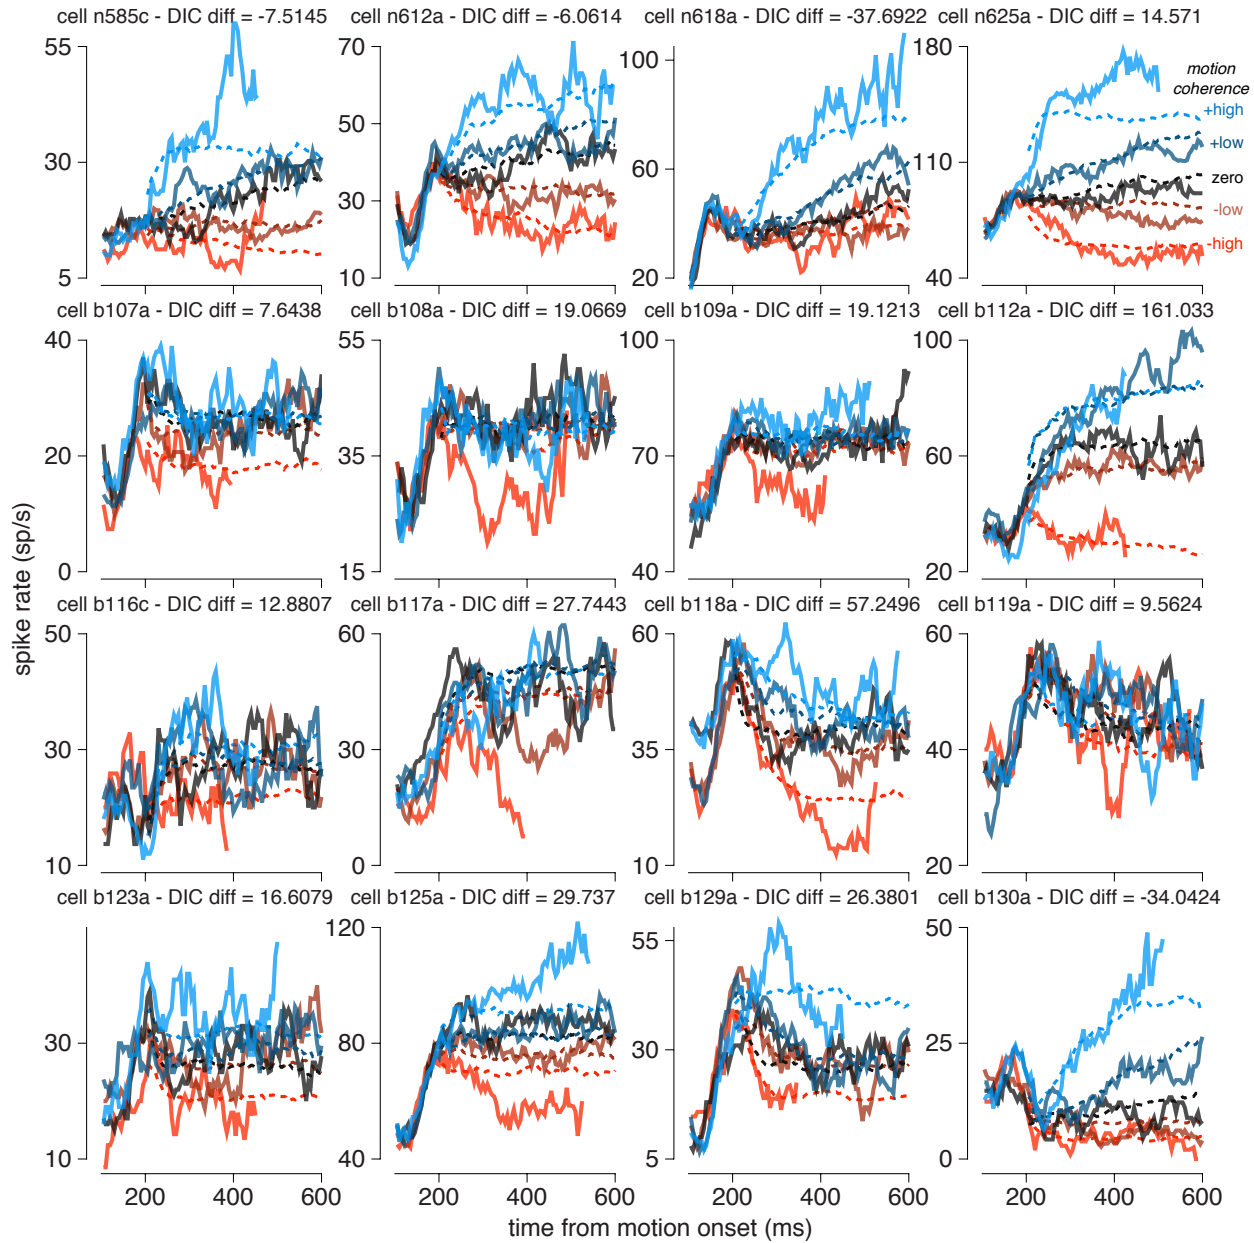 cell n585c - DIC diff = -7.5145
cell n612a - DIC diff = -6.0614
cell n618a - DIC diff = -37.6922
cell n625a - DIC diff = 14.571
55
30
5
70
50
30
10
100
60
20
180
110
40
motion
coherence
+high
+low
zero
-low
-high
cell b107a - DIC diff = 7.6438
cell b108a - DIC diff = 19.0669
cell b109a - DIC diff = 19.1213
cell b112a - DIC diff = 161.033
40
20
0
55
35
15
100
70
40
100
60
20
spike rate (sp/s)
cell b116c - DIC diff = 12.8807
cell b117a - DIC diff = 27.7443
cell b118a - DIC diff = 57.2496
cell b119a - DIC diff = 9.5624
50
30
10
60
30
0
60
35
10
60
40
20
cell b123a - DIC diff = 16.6079
cell b125a - DIC diff = 29.737
cell b129a - DIC diff = 26.3801
cell b130a - DIC diff = -34.0424
30
10
120
80
40
55
30
5
50
25
0
200 400 600
200 400 600
200 400 600
200 400 600
time from motion onset (ms)